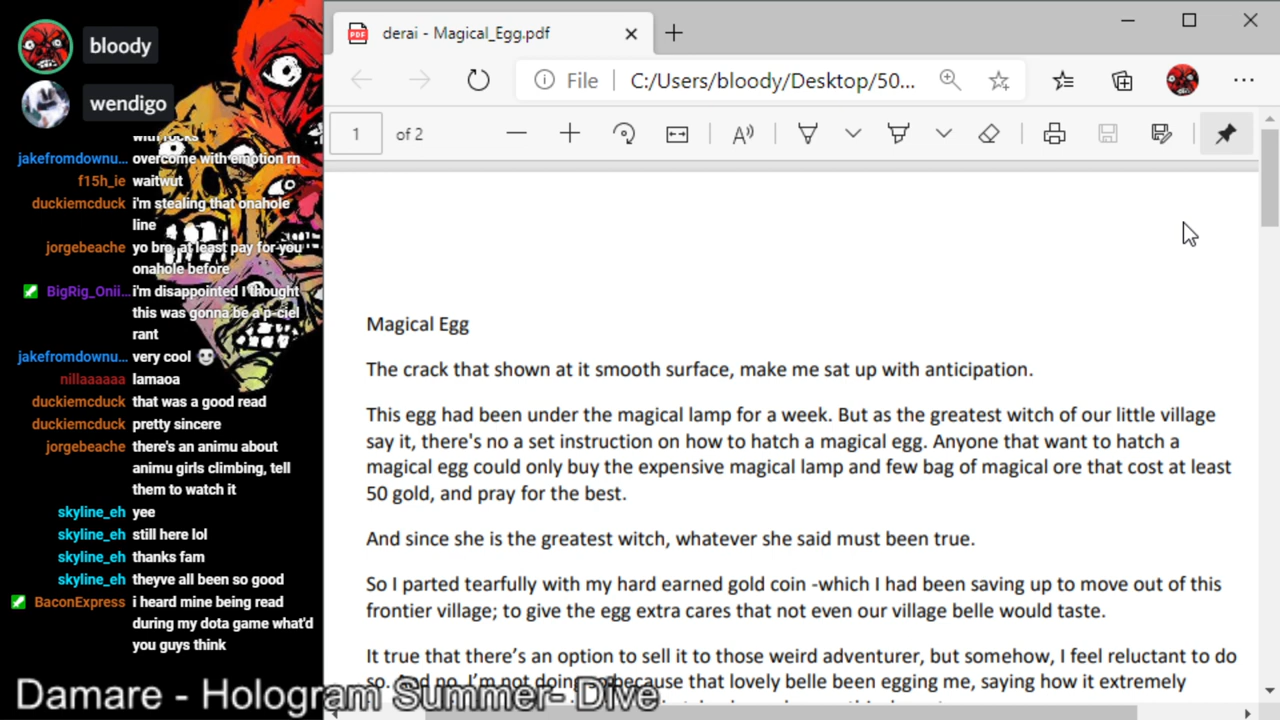 bloody
wendigo
with rocks
jakefromdownu... overcome with emotion rn
f15h_ie waitwut
duckiemcduck i'm stealing that onahole
line
jorgebeache yo bro, at least pay for you
onahole before
BigRig_Onii... i'm disappointed I thought
this was gonna be a p-ciel
rant
jakefromdownu... very cool
nillaaaaaa lamaoa
duckiemcduck that was a good read
duckiemcduck pretty sincere
jorgebeache there's an animu about
animu girls climbing, tell
them to watch it
skyline_eh yee
skyline_eh still here lol
skyline_eh thanks fam
skyline_eh theyve all been so good
BaconExpress i heard mine being read
during my dota game what'd
you guys think
Damare - Hologram Summer- Dive
PDF
derai - Magical_Egg.pdf
File C:/Users/bloody/Desktop/50...
1 of 2
Magical Egg
The crack that shown at it smooth surface, make me sat up with anticipation.
This egg had been under the magical lamp for a week. But as the greatest witch of our little village
say it, there's no a set instruction on how to hatch a magical egg. Anyone that want to hatch a
magical egg could only buy the expensive magical lamp and few bag of magical ore that cost at least
50 gold, and pray for the best.
And since she is the greatest witch, whatever she said must been true.
So I parted tearfully with my hard earned gold coin -which I had been saving up to move out of this
frontier village; to give the egg extra cares that not even our village belle would taste.
It true that there's an option to sell it to those weird adventurer, but somehow, I feel reluctant to do
so. And no, I'm not doing because that lovely belle been egging me, saying how it extremely